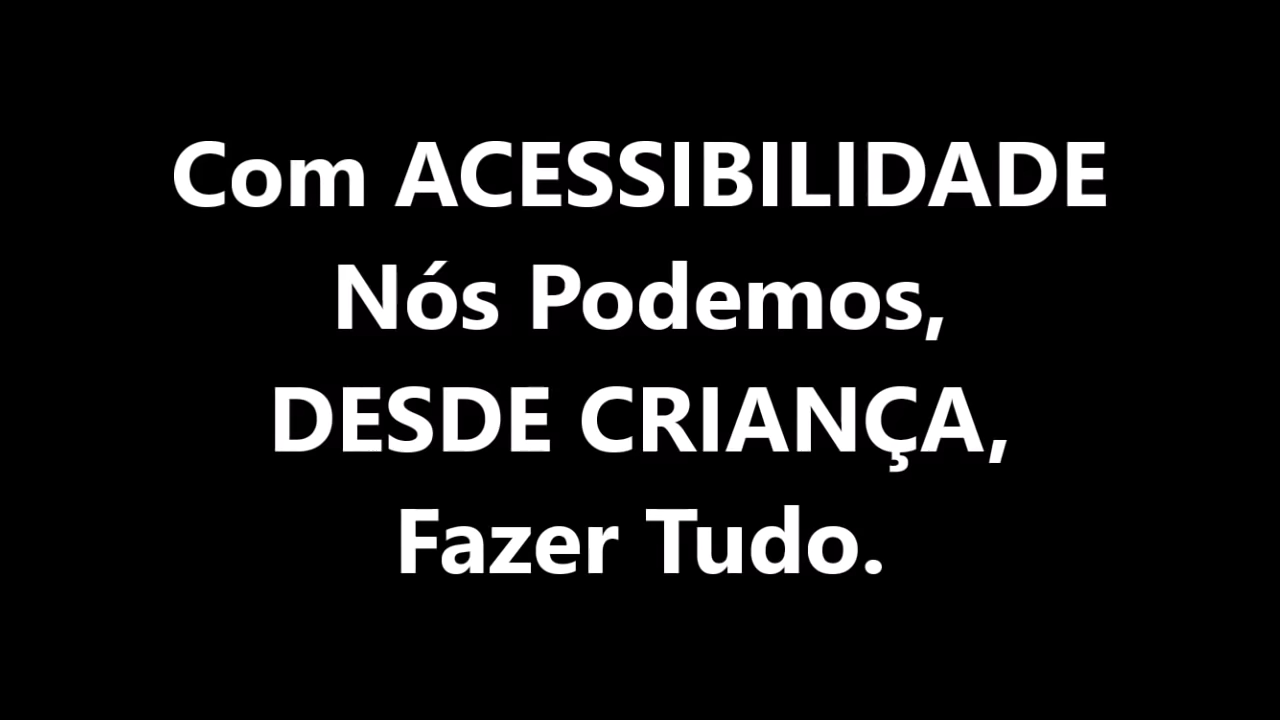 Com ACESSIBILIDADE
Nós Podemos,
DESDE CRIANÇA,
Fazer Tudo.